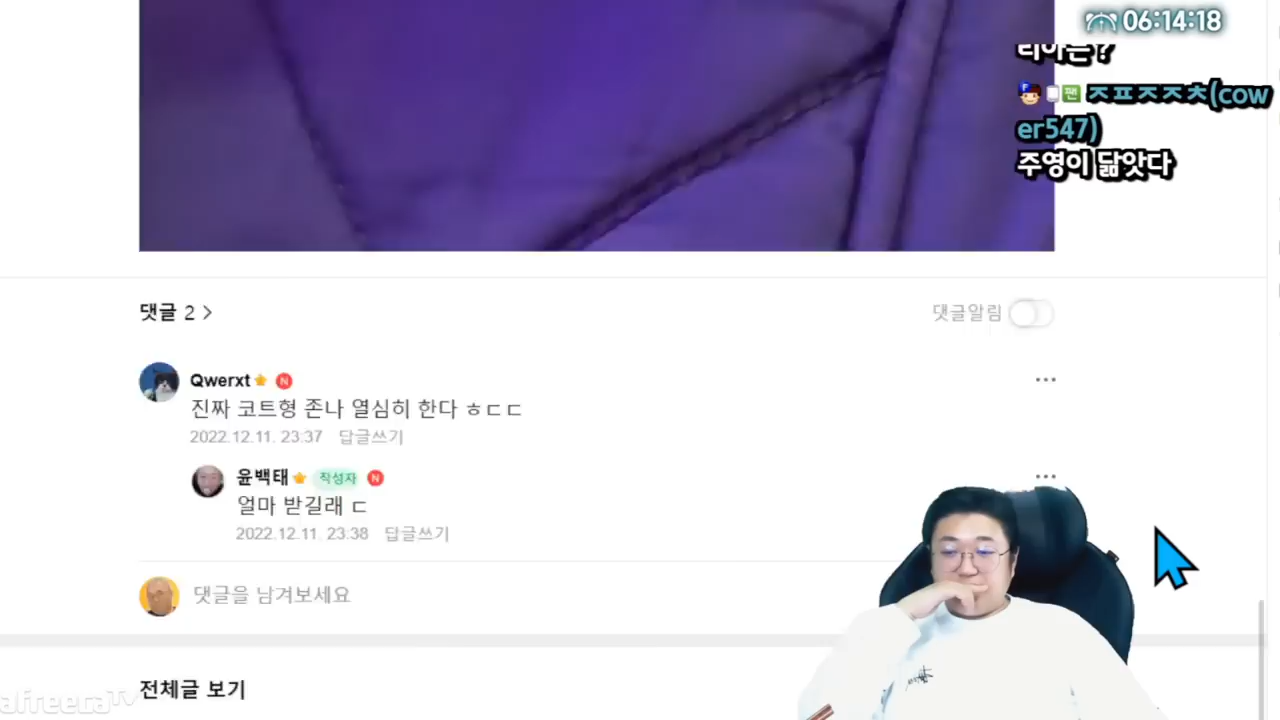 06:14:18
ㅈㅍㅈㅈㅊ(cow
er547)
주영이 닮앗다
댓글 2
댓글알림
Qwerxt
N
진짜 코트형 존나 열심히 한다 ㅎㄷㄷ
2022.12.11. 23:37 답글쓰기
윤백태 작성자 N
얼마 받길래 ㄷ
2022.12.11. 23:38 답글쓰기
댓글을 남겨보세요
전체글 보기
afreecaTV